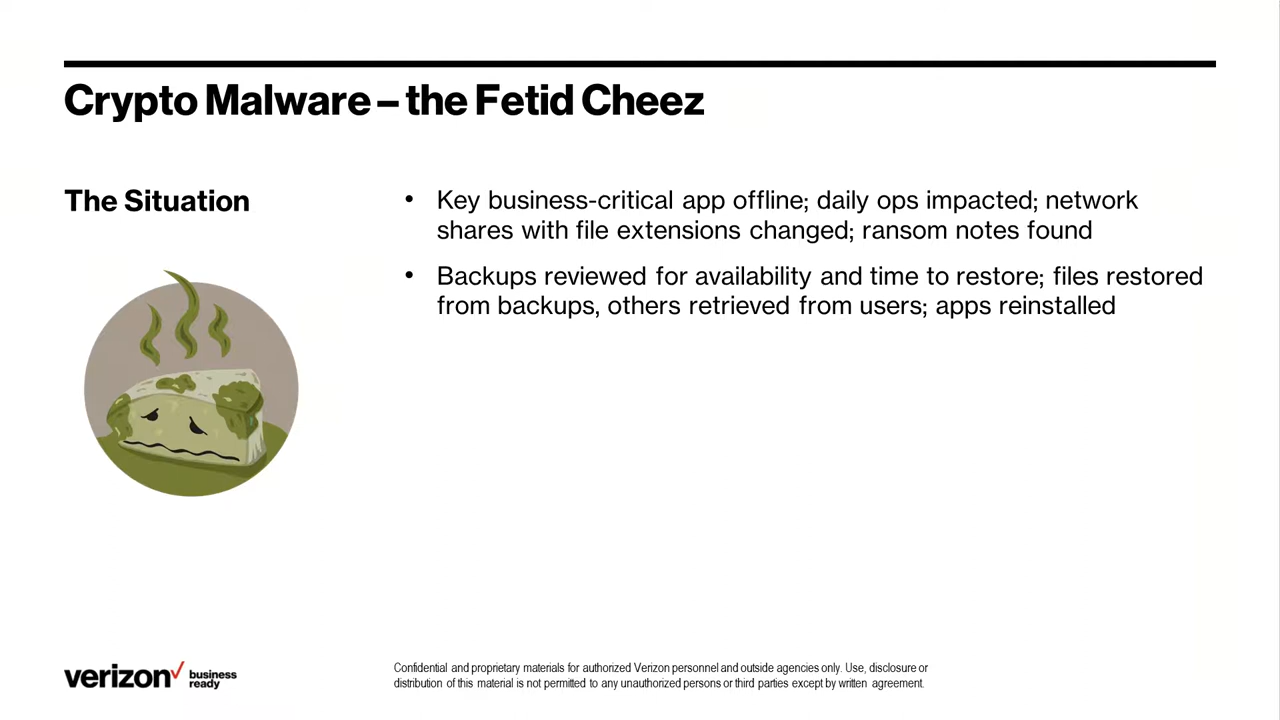 Crypto Malware – the Fetid Cheez
The Situation
• Key business-critical app offline; daily ops impacted; network
shares with file extensions changed; ransom notes found
• Backups reviewed for availability and time to restore; files restored
from backups, others retrieved from users; apps reinstalled
verizon✓ business
ready
Confidential and proprietary materials for authorized Verizon personnel and outside agencies only. Use, disclosure or
distribution of this material is not permitted to any unauthorized persons or third parties except by written agreement.